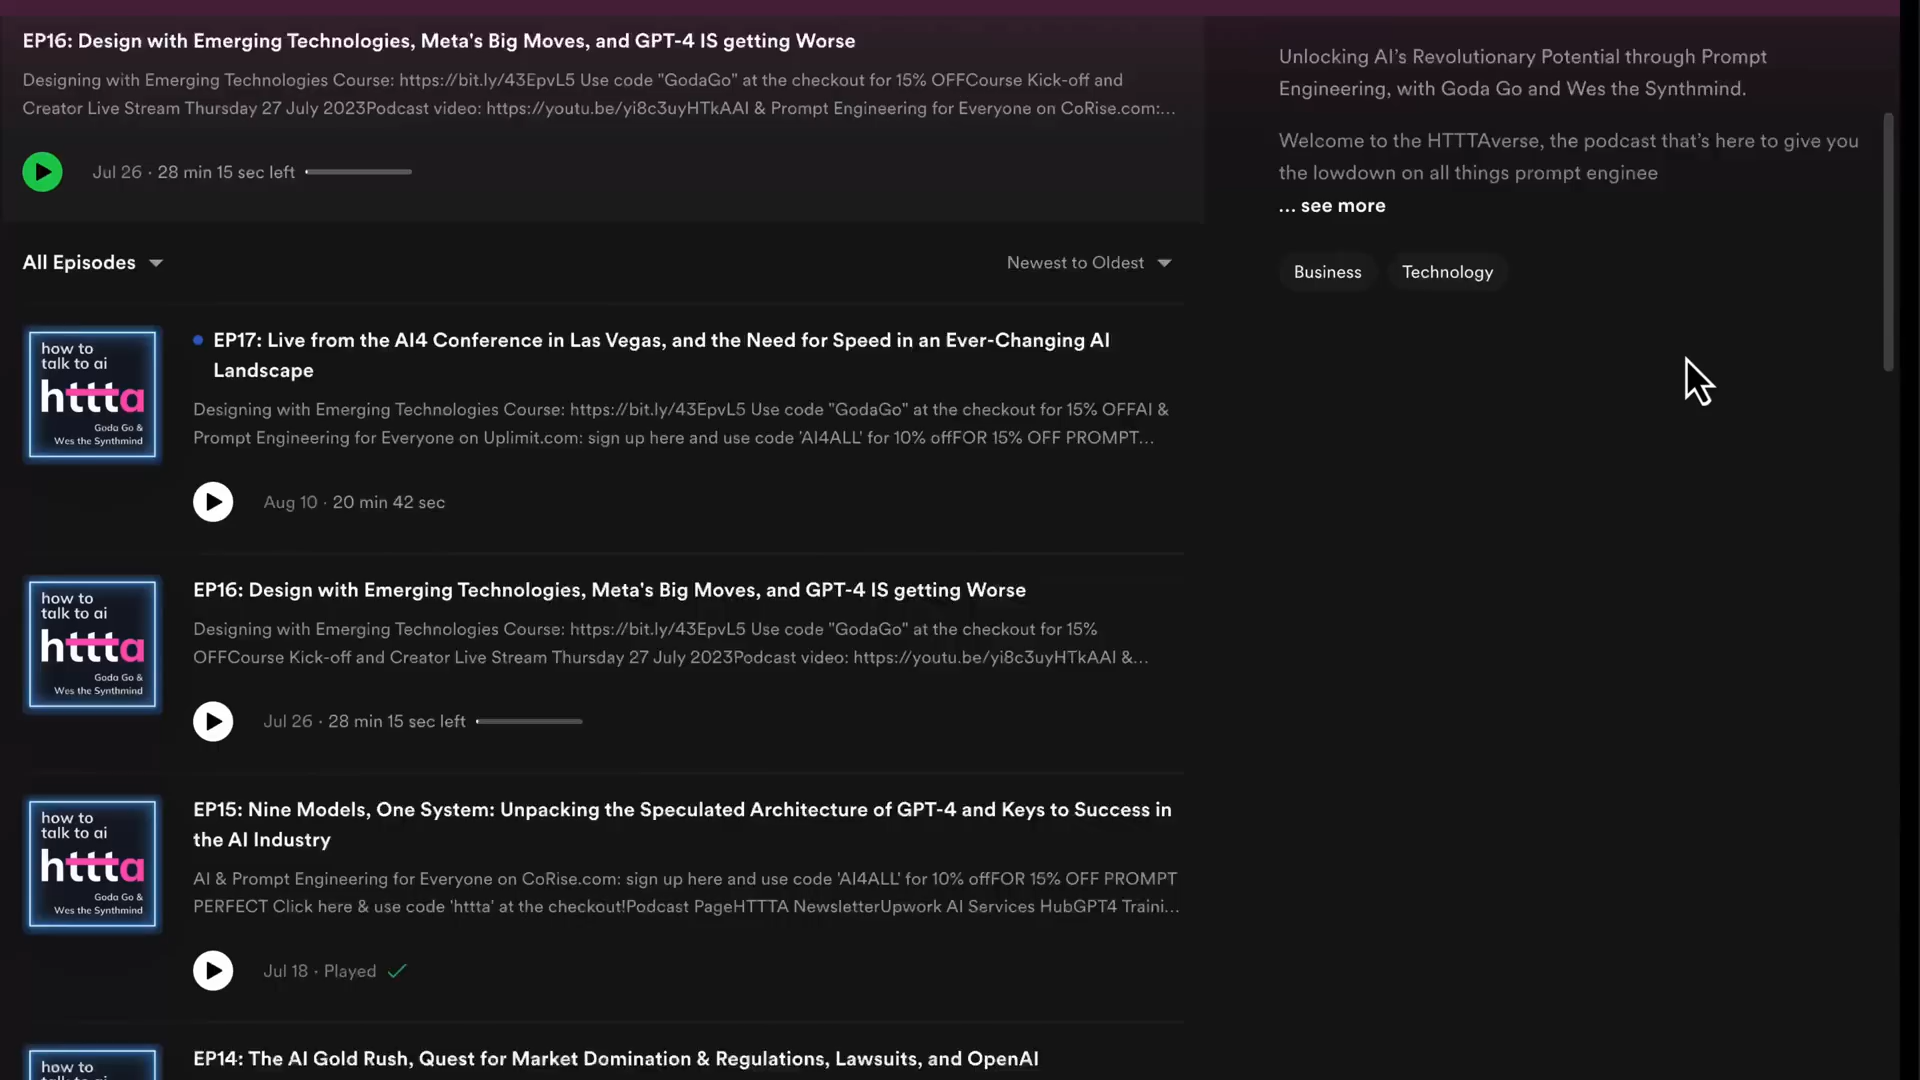 EP16: Design with Emerging Technologies, Meta's Big Moves, and GPT-4 IS getting Worse
Designing with Emerging Technologies Course: https://bit.ly/43EpvL5 Use code "GodaGo" at the checkout for 15% OFFCourse Kick-off and
Creator Live Stream Thursday 27 July 2023Podcast video: https://youtu.be/yi8c3uyHTkAAI & Prompt Engineering for Everyone on CoRise.com:...
Jul 26 · 28 min 15 sec left
Unlocking AI's Revolutionary Potential through Prompt
Engineering, with Goda Go and Wes the Synthmind.
Welcome to the HTTTAverse, the podcast that's here to give you
the lowdown on all things prompt enginee
... see more
Business
Technology
All Episodes
Newest to Oldest
how to
talk to ai
httta
Goda Go &
Wes the Synthmind
EP17: Live from the AI4 Conference in Las Vegas, and the Need for Speed in an Ever-Changing AI
Landscape
Designing with Emerging Technologies Course: https://bit.ly/43EpvL5 Use code "GodaGo" at the checkout for 15% OFFAI &
Prompt Engineering for Everyone on Uplimit.com: sign up here and use code 'AI4ALL' for 10% offFOR 15% OFF PROMPT...
Aug 10 · 20 min 42 sec
how to
talk to ai
httta
Goda Go &
Wes the Synthmind
EP16: Design with Emerging Technologies, Meta's Big Moves, and GPT-4 IS getting Worse
Designing with Emerging Technologies Course: https://bit.ly/43EpvL5 Use code "GodaGo" at the checkout for 15%
OFFCourse Kick-off and Creator Live Stream Thursday 27 July 2023Podcast video: https://youtu.be/yi8c3uyHTkAAI &...
Jul 26 · 28 min 15 sec left
how to
talk to ai
httta
Goda Go &
Wes the Synthmind
EP15: Nine Models, One System: Unpacking the Speculated Architecture of GPT-4 and Keys to Success in
the AI Industry
AI & Prompt Engineering for Everyone on CoRise.com: sign up here and use code 'AI4ALL' for 10% offFOR 15% OFF PROMPT
PERFECT Click here & use code 'httta' at the checkout!Podcast PageHTTTA NewsletterUpwork AI Services HubGPT4 Traini...
Jul 18 · Played
how to
EP14: The AI Gold Rush, Quest for Market Domination & Regulations, Lawsuits, and OpenAI